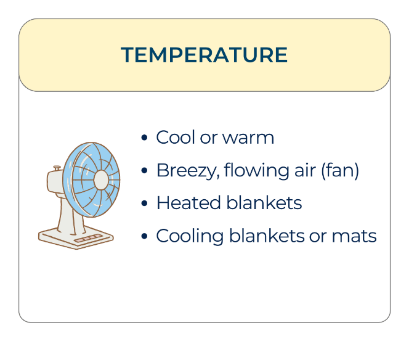 TEMPERATURE
• Cool or warm
• Breezy, flowing air (fan)
• Heated blankets
• Cooling blankets or mats